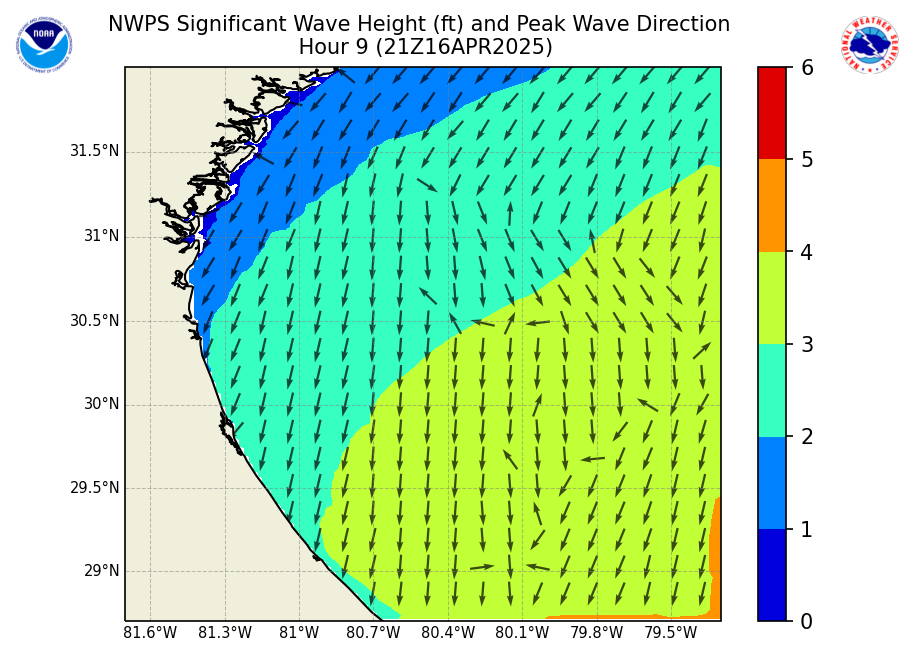 NWPS Significant Wave Height (ft) and Peak Wave Direction
Hour 9 (21Z16APR2025)
NOAA
NATIONAL WEATHER SERVICE
31.5°N
31°N
30.5°N
30°N
29.5°N
29°N
81.6°W 81.3°W 81°W 80.7°W 80.4°W 80.1°W 79.8°W 79.5°W
6
5
4
3
2
1
0